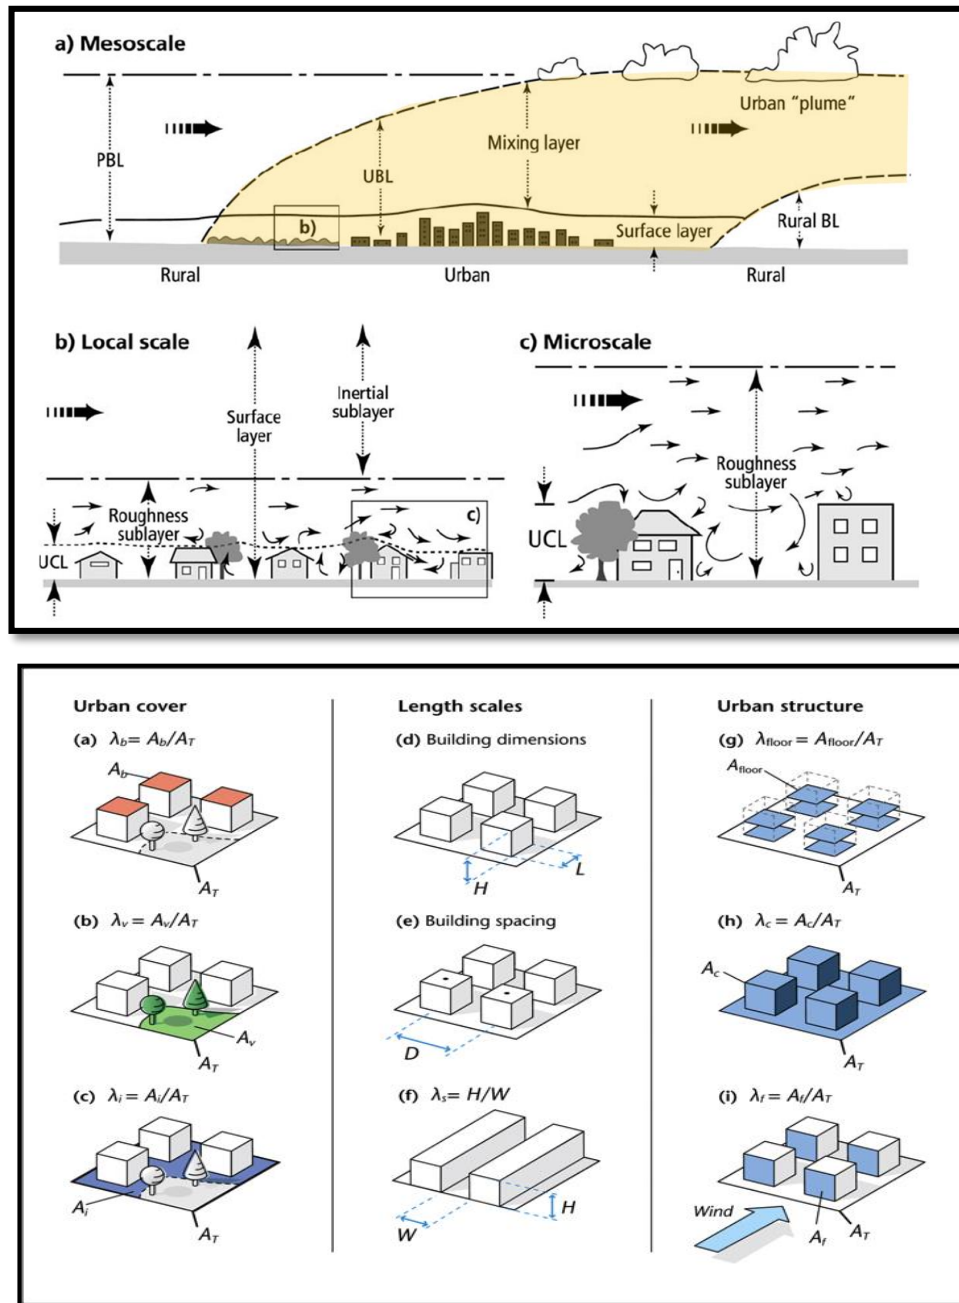 a) Mesoscale
Urban "plume"
PBL
UBL
Mixing layer
b)
Surface layer
Rural BL
Rural
Urban
Rural
b) Local scale
Surface
layer
Inertial
sublayer
Roughness
sublayer
UCL
c)
c) Microscale
Roughness
sublayer
UCL
Urban cover
(a) λb = Ab/AT
Ab
AT
(b) λv = Av/AT
Av
AT
(c) λi = Ai/AT
Ai
AT
Length scales
(d) Building dimensions
H
L
(e) Building spacing
D
(f) λs = H/W
W
H
Urban structure
(g) λfloor = Afloor/AT
Afloor
AT
(h) λc = Ac/AT
Ac
AT
(i) λf = Af/AT
Wind
Af
AT